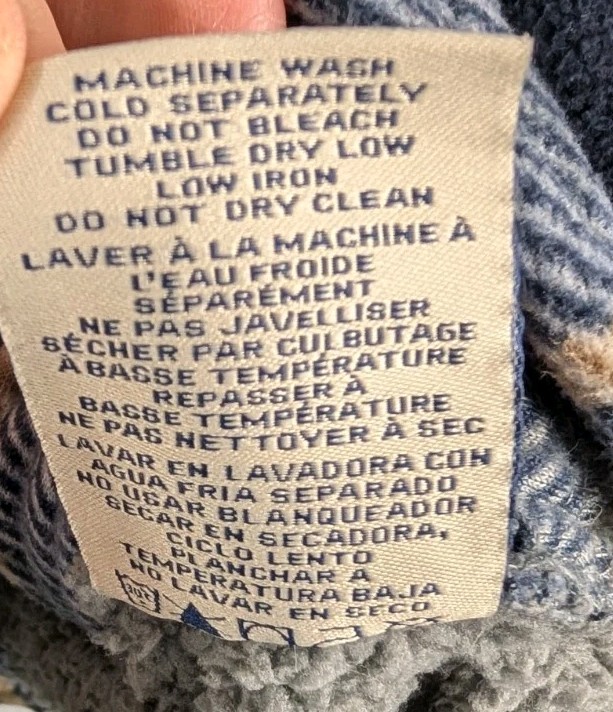 MACHINE WASH
COLD SEPARATELY
DO NOT BLEACH
TUMBLE DRY LOW
LOW IRON
DO NOT DRY CLEAN
LAVER À LA MACHINE À
L'EAU FROIDE
SÉPARÉMENT
NE PAS JAVELLISER
SÉCHER PAR CULBUTAGE
À BASSE TEMPÉRATURE
REPASSER À
BASSE TEMPÉRATURE
NE PAS NETTOYER À SEC
LAVAR EN LAVADORA CON
AGUA FRIA SEPARADO
NO USAR BLANQUEADOR
SECAR EN SECADORA,
CICLO LENTO
PLANCHAR A
TEMPERATURA BAJA
NO LAVAR EN SECO